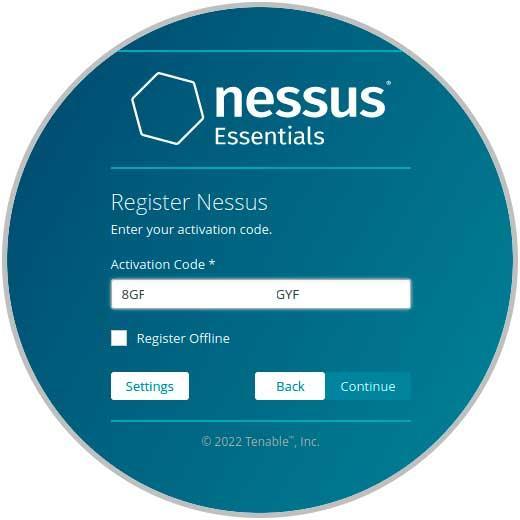 nessus®
Essentials
Register Nessus
Enter your activation code.
Activation Code *
8GF GYF
Register Offline
Settings Back Continue
© 2022 Tenable™, Inc.